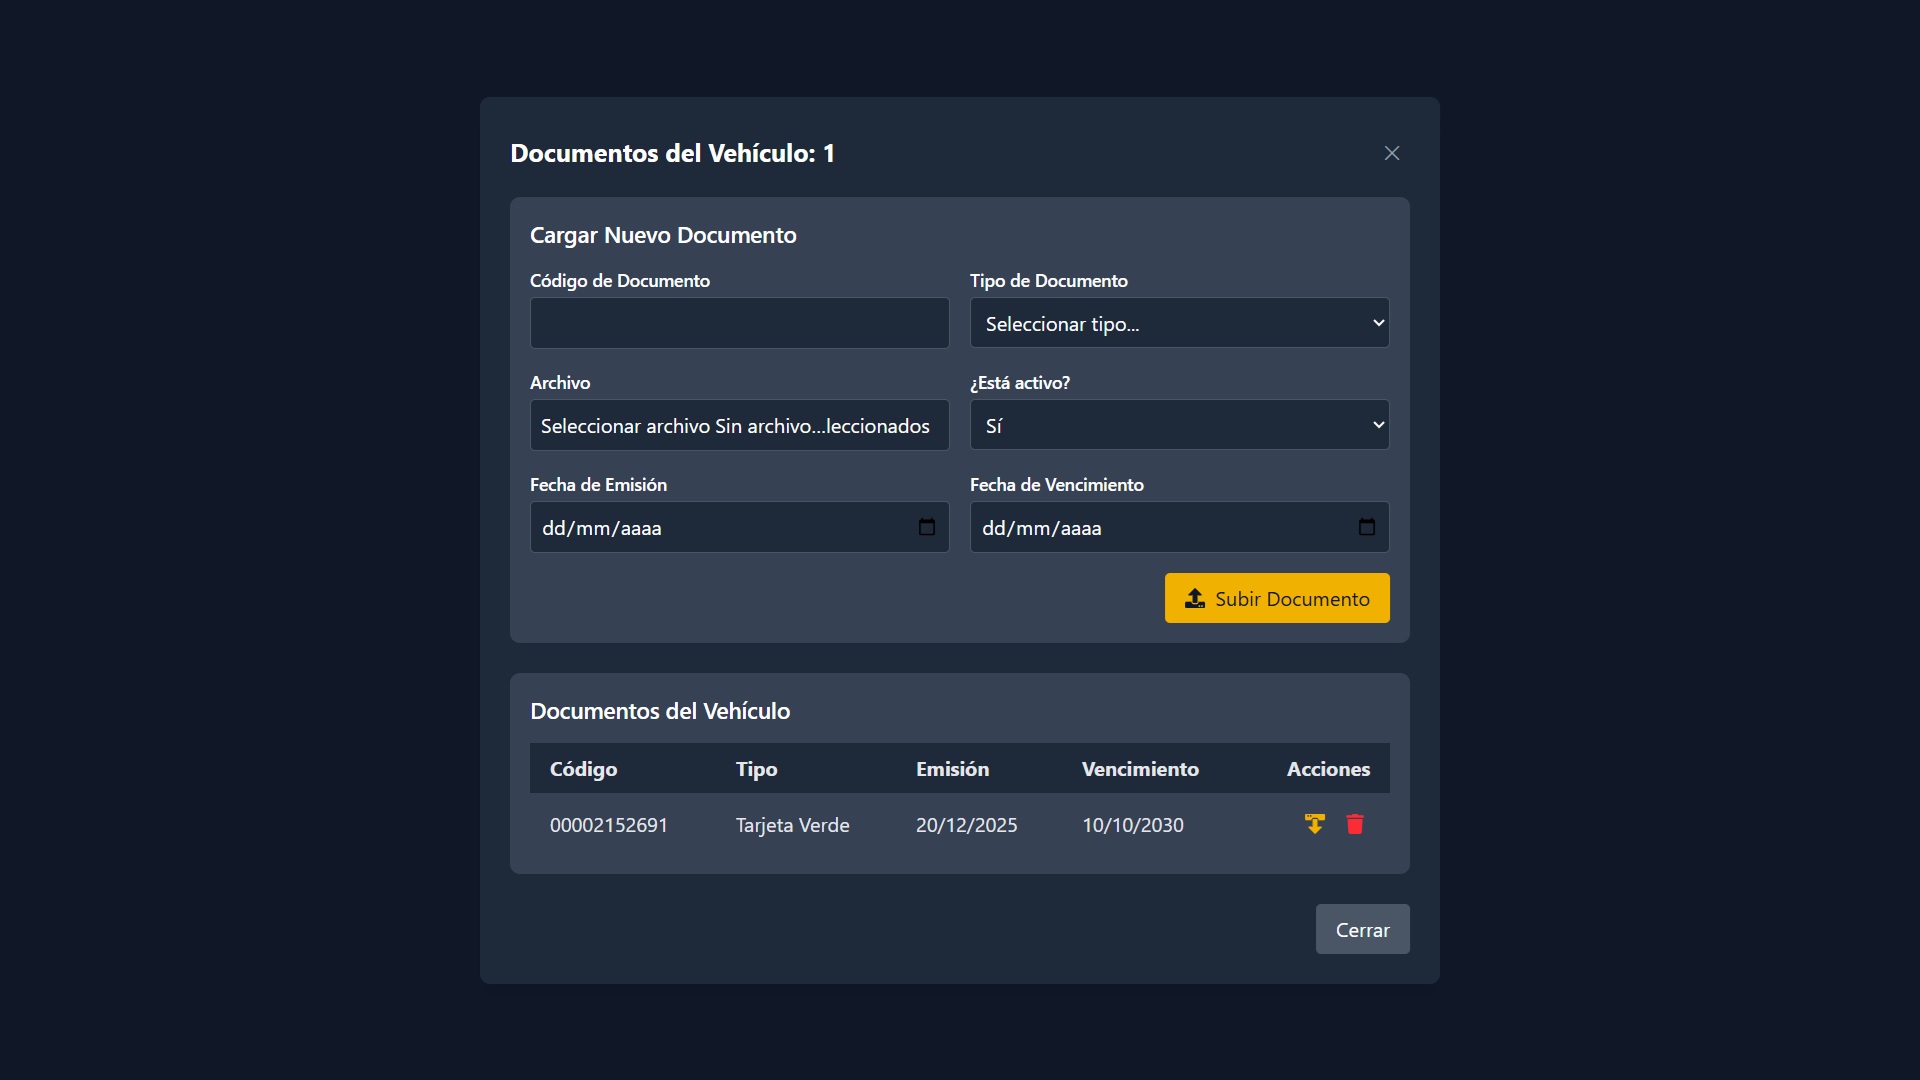 Documentos del Vehículo: 1
Cargar Nuevo Documento
Código de Documento
Tipo de Documento
Seleccionar tipo...
Archivo
¿Está activo?
Seleccionar archivo Sin archivo...leccionados
Sí
Fecha de Emisión
Fecha de Vencimiento
dd/mm/aaaa
dd/mm/aaaa
Subir Documento
Documentos del Vehículo
Código Tipo Emisión Vencimiento Acciones
00002152691 Tarjeta Verde 20/12/2025 10/10/2030
Cerrar